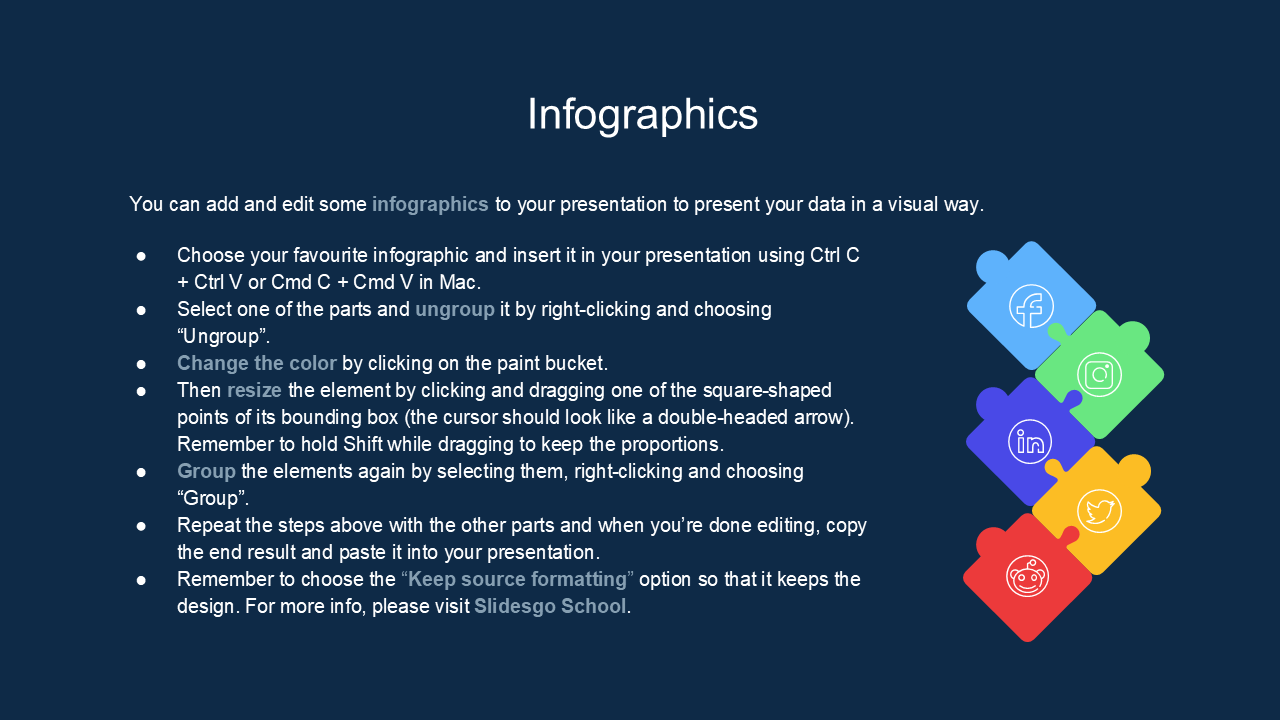 Infographics
You can add and edit some infographics to your presentation to present your data in a visual way.
● Choose your favourite infographic and insert it in your presentation using Ctrl C
+ Ctrl V or Cmd C + Cmd V in Mac.
● Select one of the parts and ungroup it by right-clicking and choosing
“Ungroup”.
● Change the color by clicking on the paint bucket.
● Then resize the element by clicking and dragging one of the square-shaped
points of its bounding box (the cursor should look like a double-headed arrow).
Remember to hold Shift while dragging to keep the proportions.
● Group the elements again by selecting them, right-clicking and choosing
“Group”.
● Repeat the steps above with the other parts and when you’re done editing, copy
the end result and paste it into your presentation.
● Remember to choose the “Keep source formatting” option so that it keeps the
design. For more info, please visit Slidesgo School.